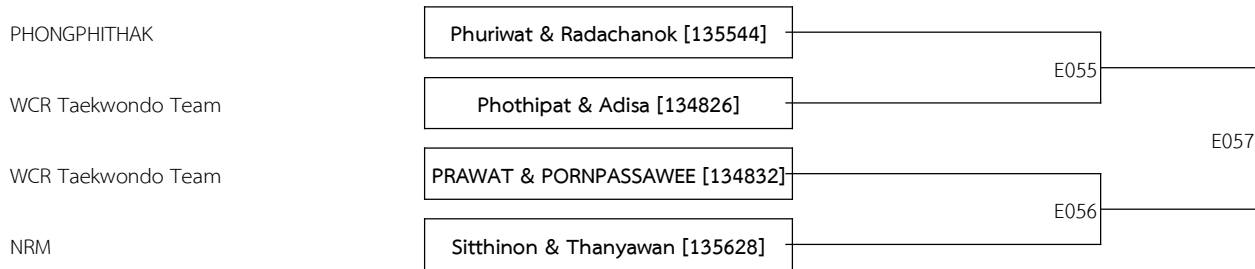 PHONGPHITHAK Phuriwat & Radachanok [135544]
E055
WCR Taekwondo Team Phothipat & Adisa [134826]
E057
WCR Taekwondo Team PRAWAT & PORNPASSAWEE [134832]
E056
NRM Sitthinon & Thanyawan [135628]